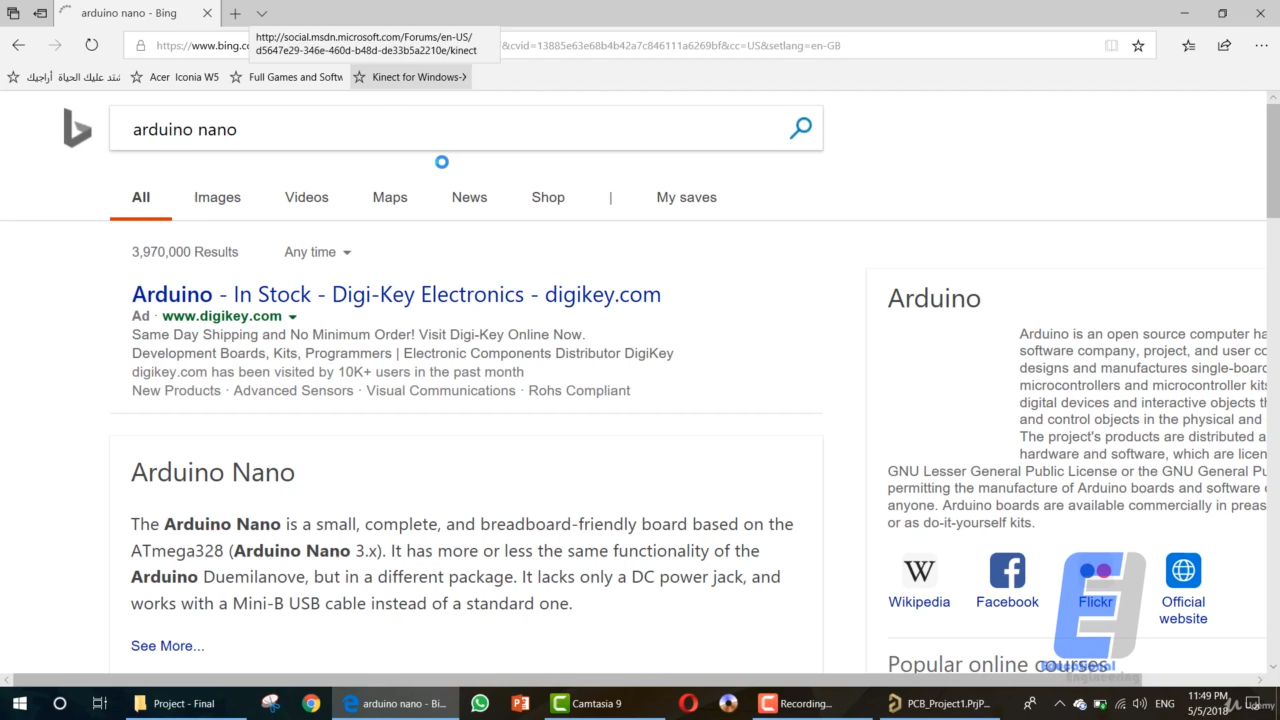 arduino nano - Bing
http://social.msdn.microsoft.com/Forums/en-US/
d5647e29-346e-460d-b48d-de33b5a2210e/kinect
https://www.bing.co
&cvid=13885e63e68b4b42a7c846111a6269bf&cc=US&setlang=en-GB
شتد عليك الحياة أراجيك
Acer Iconia W5
Full Games and Softw
Kinect for Windows-X
arduino nano
All Images Videos Maps News Shop | My saves
3,970,000 Results Any time
Arduino - In Stock - Digi-Key Electronics - digikey.com
Ad · www.digikey.com
Same Day Shipping and No Minimum Order! Visit Digi-Key Online Now.
Development Boards, Kits, Programmers | Electronic Components Distributor DigiKey
digikey.com has been visited by 10K+ users in the past month
New Products · Advanced Sensors · Visual Communications · Rohs Compliant
Arduino Nano
The Arduino Nano is a small, complete, and breadboard-friendly board based on the
ATmega328 (Arduino Nano 3.x). It has more or less the same functionality of the
Arduino Duemilanove, but in a different package. It lacks only a DC power jack, and
works with a Mini-B USB cable instead of a standard one.
See More...
Arduino
Arduino is an open source computer ha
software company, project, and user co
designs and manufactures single-board
microcontrollers and microcontroller kits
digital devices and interactive objects th
and control objects in the physical and
The project's products are distributed a
hardware and software, which are licen
GNU Lesser General Public License or the GNU General Pu
permitting the manufacture of Arduino boards and software
anyone. Arduino boards are available commercially in preas
or as do-it-yourself kits.
W
Wikipedia Facebook Flickr Official
website
Popular online courses
Educational
Engineering
Project - Final
arduino nano - Bi...
Camtasia 9
Recording...
PCB_Project1.PrjP...
ENG
11:49 PM
5/5/2018
Udemy